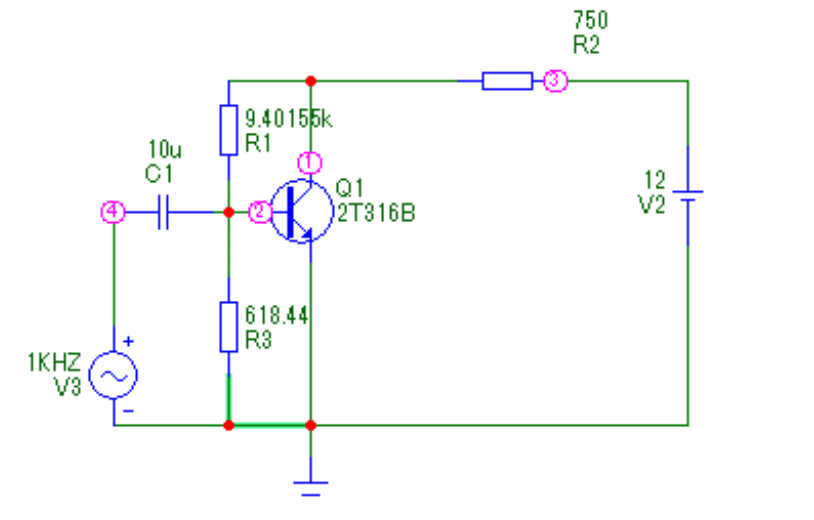 750
R2
3
9.40155k
R1
10u
C1
1
Q1
2T316B
12
V2
4
2
618.44
R3
1KHZ
V3
+
−